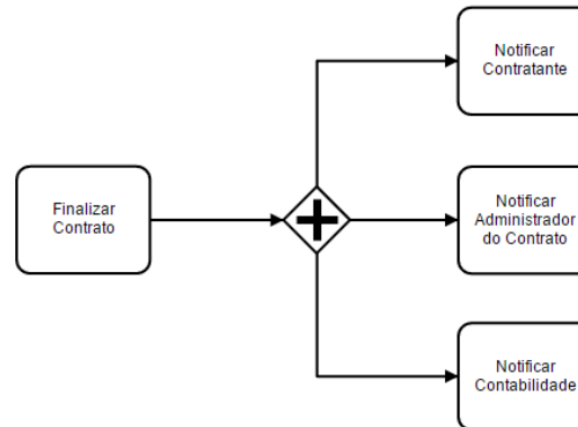 Notificar
Contratante
Finalizar
Contrato
Notificar
Administrador
do Contrato
Notificar
Contabilidade